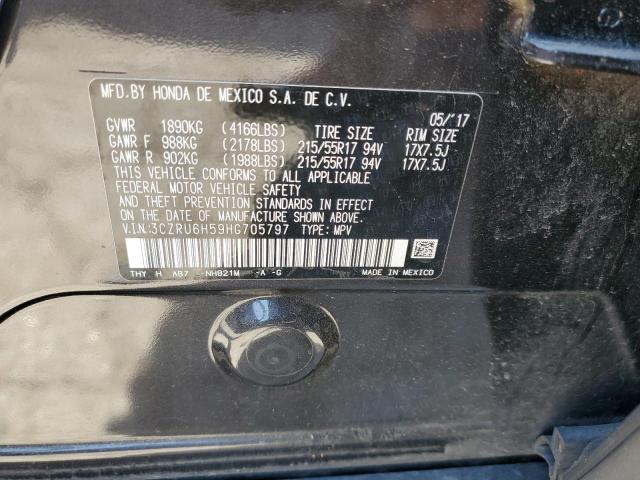 MFD.BY HONDA DE MEXICO S.A. DE C.V.
05/'17
GVWR 1890KG (4166LBS) TIRE SIZE RIM SIZE
GAWR F 988KG (2178LBS) 215/55R17 94V 17X7.5J
GAWR R 902KG (1988LBS) 215/55R17 94V 17X7.5J
THIS VEHICLE CONFORMS TO ALL APPLICABLE
FEDERAL MOTOR VEHICLE SAFETY
AND THEFT PREVENTION STANDARDS IN EFFECT
ON THE DATE OF MANUFACTURE SHOWN ABOVE.
V.I.N:3CZRU6H59HG705797 TYPE: MPV
THY H AB7 -NH821M -A -G MADE IN MEXICO